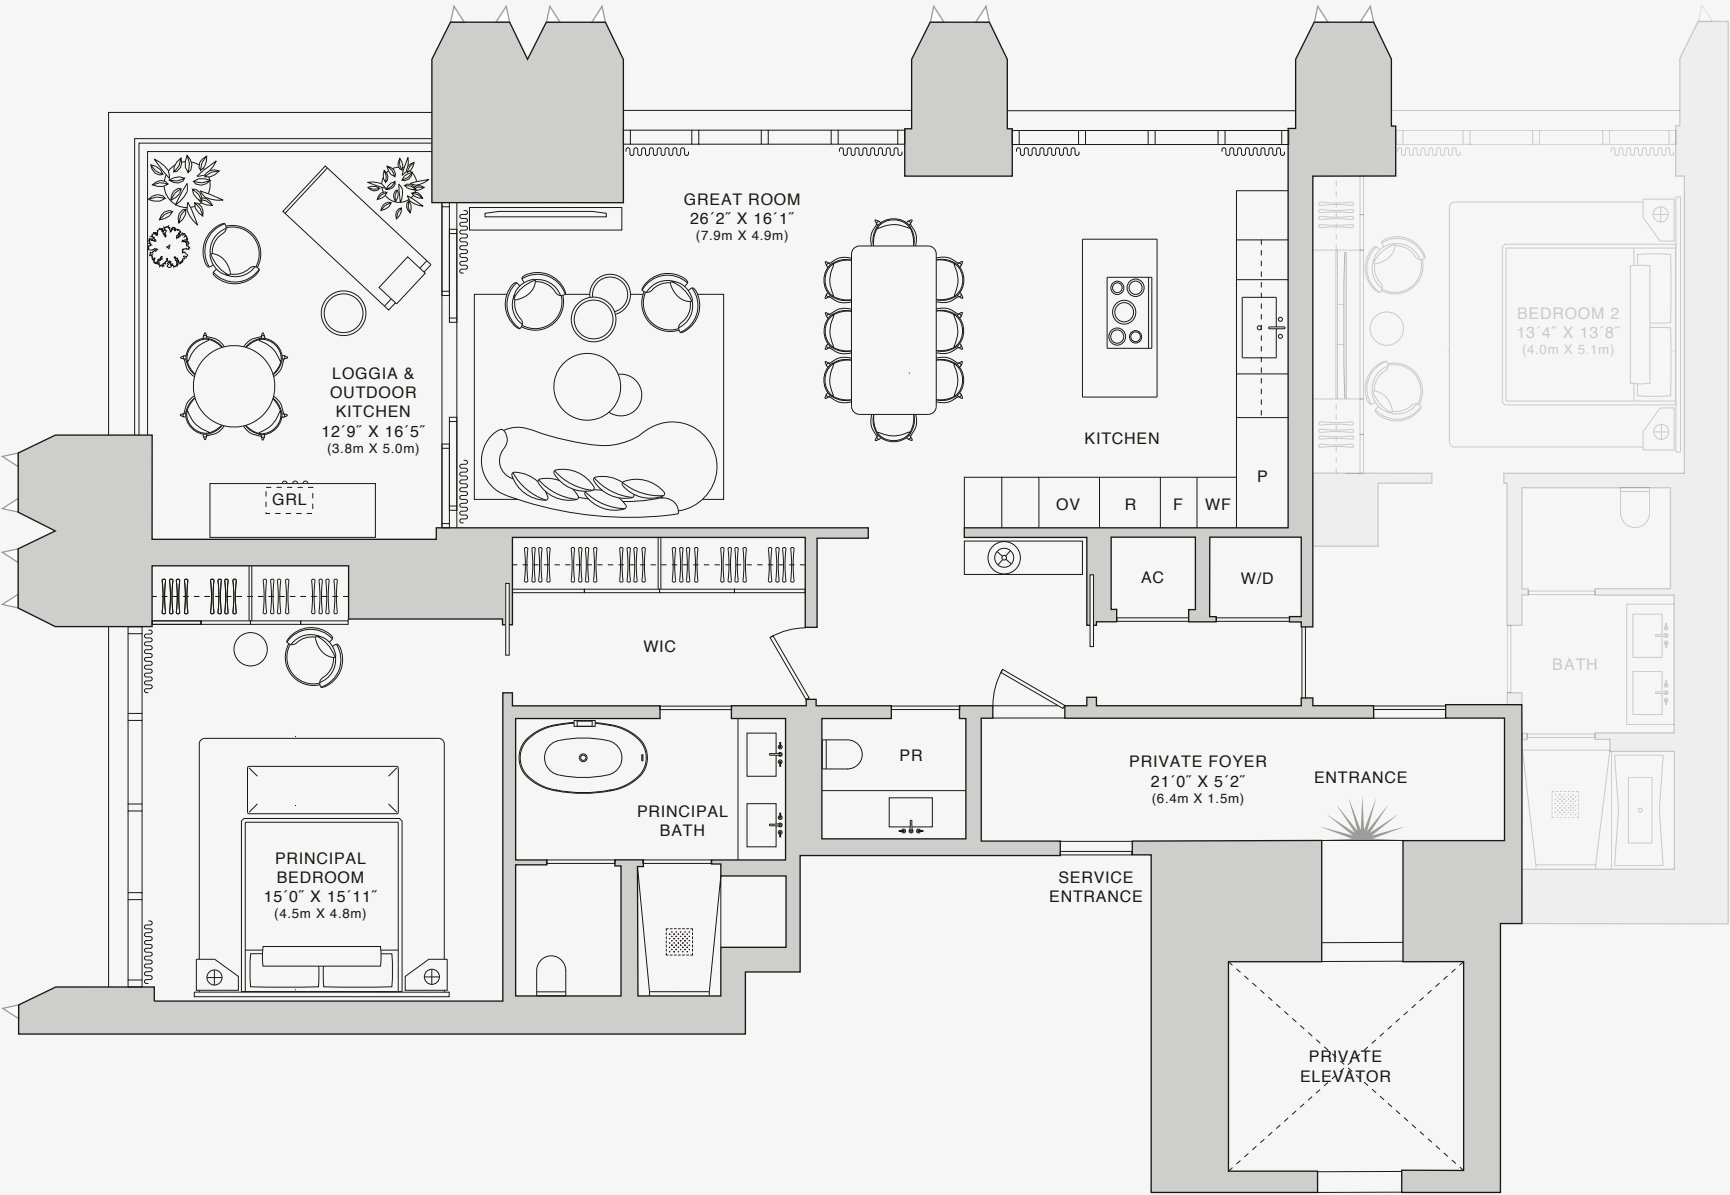 GREAT ROOM
26´2˝ X 16´1˝
(7.9m X 4.9m)
LOGGIA &
OUTDOOR
KITCHEN
12´9˝ X 16´5˝
(3.8m X 5.0m)
GRL
KITCHEN
OV
R
F
WF
P
BEDROOM 2
13´4˝ X 13´8˝
(4.0m X 5.1m)
AC
W/D
WIC
BATH
PR
PRIVATE FOYER
21´0˝ X 5´2˝
(6.4m X 1.5m)
ENTRANCE
PRINCIPAL
BATH
PRINCIPAL
BEDROOM
15´0˝ X 15´11˝
(4.5m X 4.8m)
SERVICE
ENTRANCE
PRIVATE
ELEVATOR